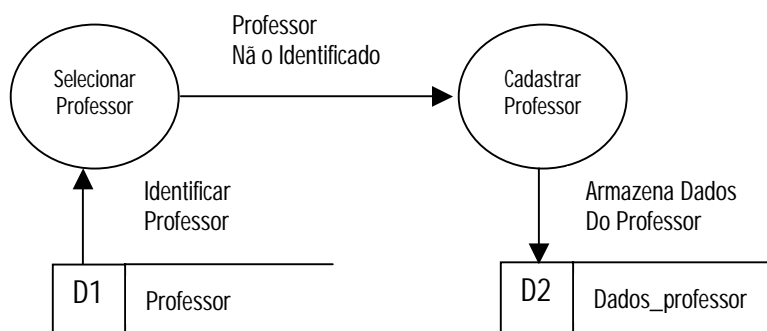 Professor
Nã o Identificado
Selecionar
Professor
Cadastrar
Professor
Identificar
Professor
Armazena Dados
Do Professor
D1
Professor
D2
Dados_professor